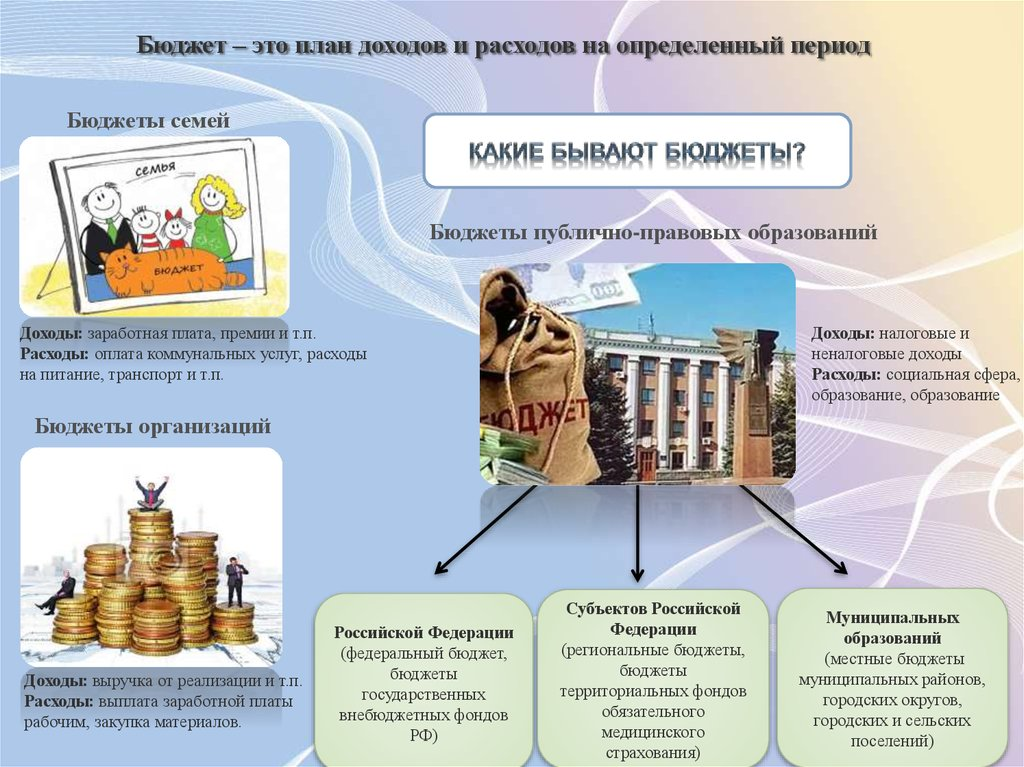 Бюджет – это план доходов и расходов на определенный период
Бюджеты семей
СЕМЬЯ
БЮДЖЕТ
Доходы: заработная плата, премии и т.п.
Расходы: оплата коммунальных услуг, расходы
на питание, транспорт и т.п.
Бюджеты организаций
Доходы: выручка от реализации и т.п.
Расходы: выплата заработной платы
рабочим, закупка материалов.
КАКИЕ БЫВАЮТ БЮДЖЕТЫ?
Бюджеты публично-правовых образований
БЮДЖЕТ
100
Доходы: налоговые и
неналоговые доходы
Расходы: социальная сфера,
образование, образование
Российской Федерации
(федеральный бюджет,
бюджеты
государственных
внебюджетных фондов
РФ)
Субъектов Российской
Федерации
(региональные бюджеты,
бюджеты
территориальных фондов
обязательного
медицинского
страхования)
Муниципальных
образований
(местные бюджеты
муниципальных районов,
городских округов,
городских и сельских
поселений)